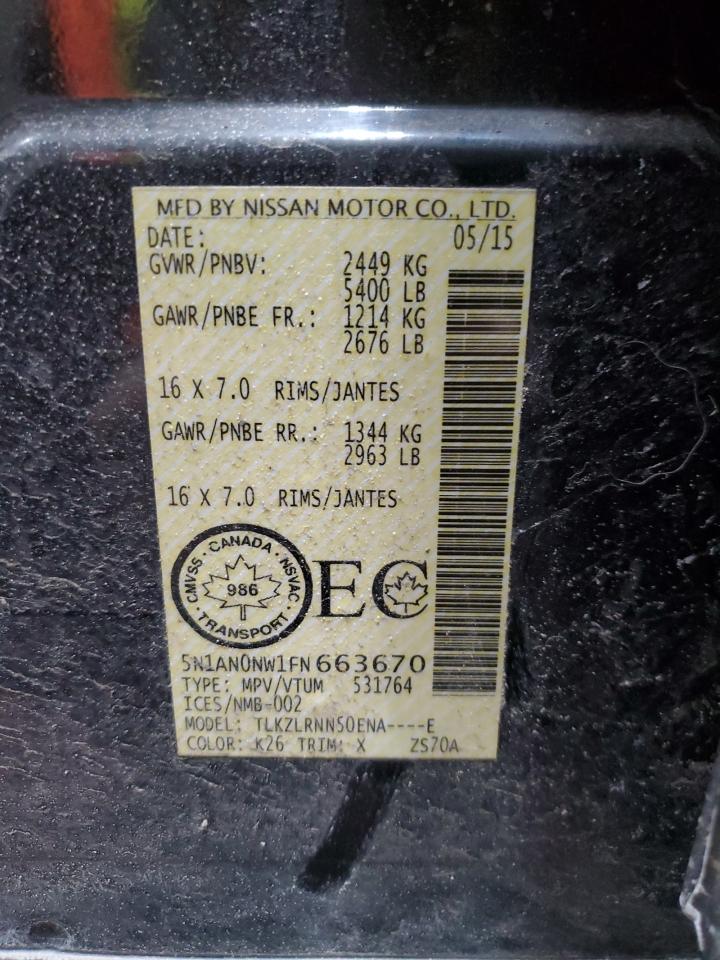 MFD BY NISSAN MOTOR CO., LTD.
DATE: 05/15
GVWR/PNBV: 2449 KG
5400 LB
GAWR/PNBE FR.: 1214 KG
2676 LB
16 X 7.0 RIMS/JANTES
GAWR/PNBE RR.: 1344 KG
2963 LB
16 X 7.0 RIMS/JANTES
CMVSS · CANADA · NSVAC · TRANSPORT ·
986
EC
5N1AN0NW1FN663670
TYPE: MPV/VTUM 531764
ICES/NMB-002
MODEL: TLKZLRNN50ENA----E
COLOR: K26 TRIM: X ZS70A